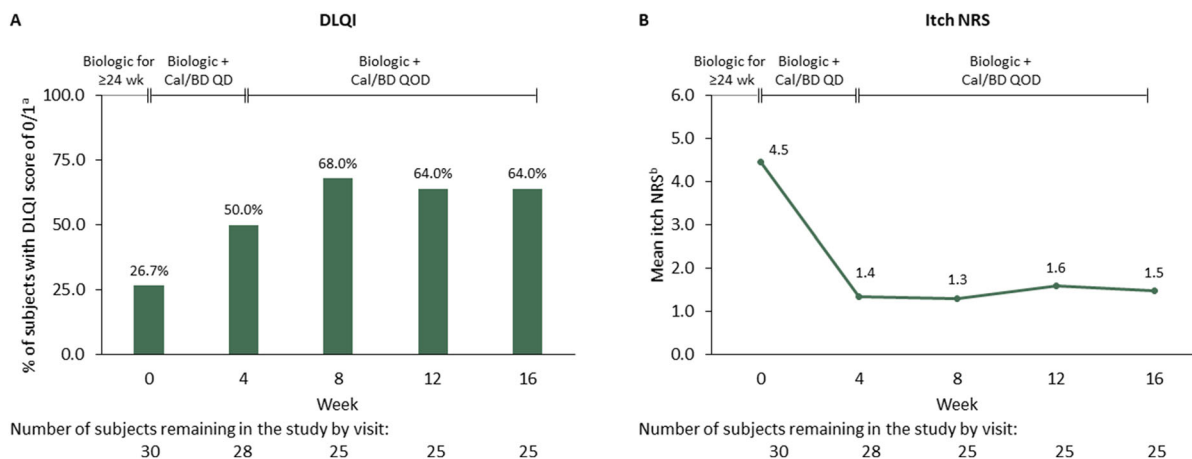 A
DLQI
Biologic for
≥24 wk
Biologic +
Cal/BD QD
Biologic +
Cal/BD QOD
% of subjects with DLQI score of 0/1ᵃ
100.0
75.0
50.0
25.0
0.0
26.7%
50.0%
68.0%
64.0%
64.0%
0 4 8 12 16
Week
Number of subjects remaining in the study by visit:
30 28 25 25 25
B
Itch NRS
Biologic for
≥24 wk
Biologic +
Cal/BD QD
Biologic +
Cal/BD QOD
Mean itch NRSᵇ
6.0
5.0
4.0
3.0
2.0
1.0
0.0
4.5
1.4
1.3
1.6
1.5
0 4 8 12 16
Week
Number of subjects remaining in the study by visit:
30 28 25 25 25